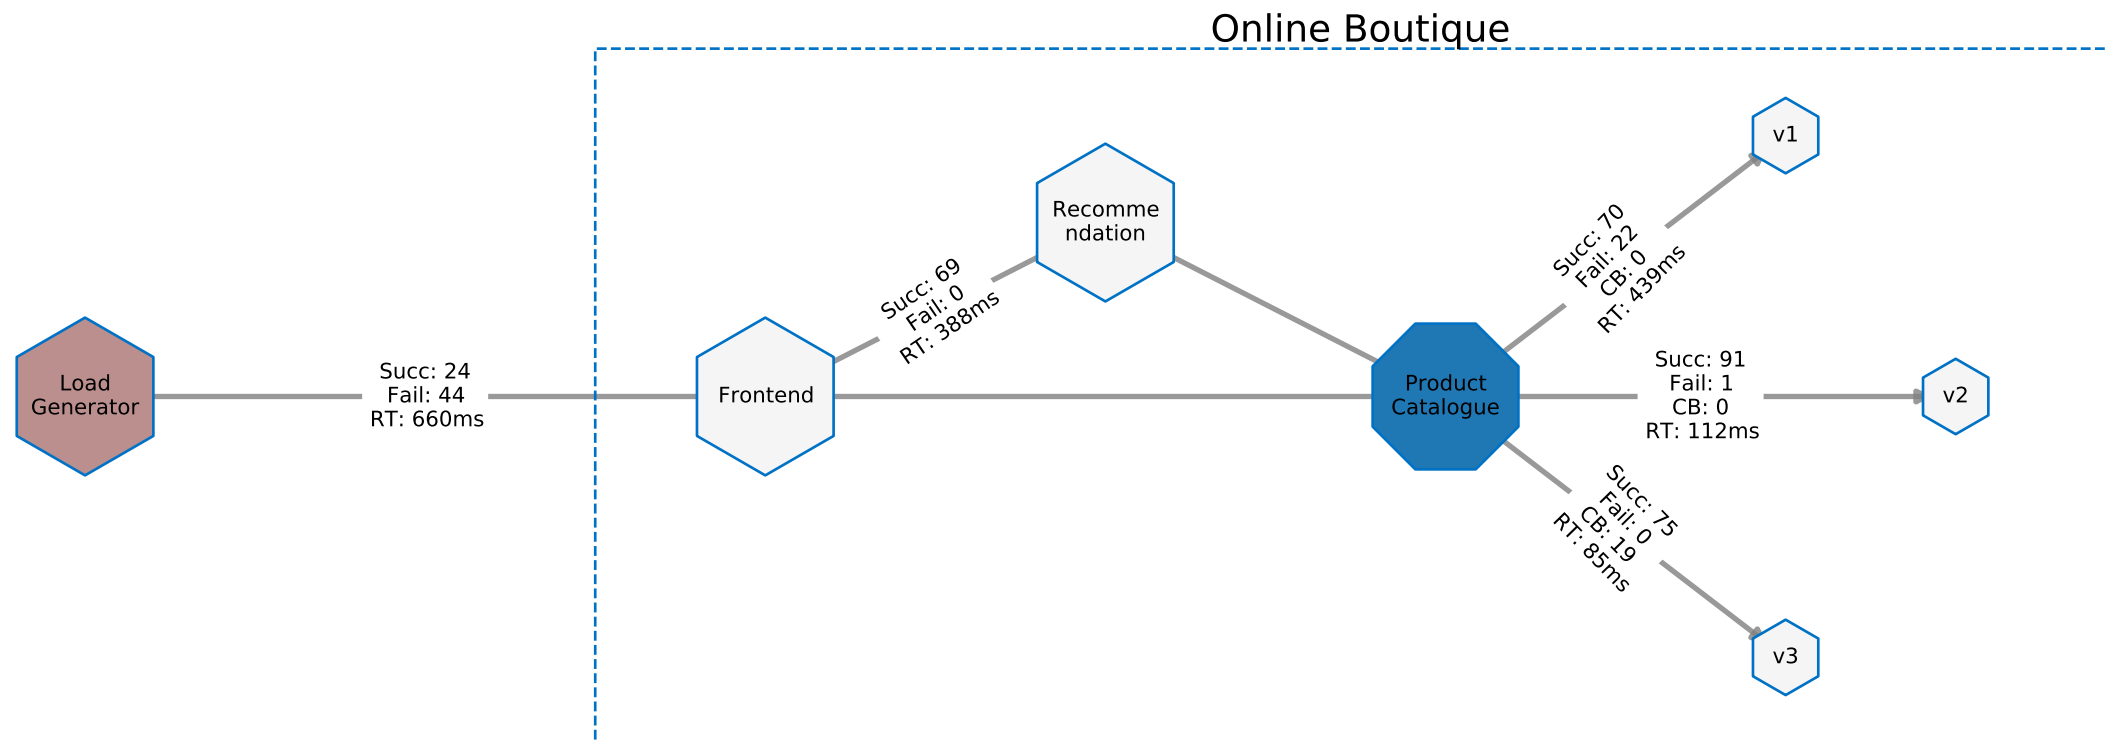 Online Boutique
Load
Generator
Succ: 24
Fail: 44
RT: 660ms
Frontend
Succ: 69
Fail: 0
RT: 388ms
Recomme
ndation
Product
Catalogue
Succ: 70
Fail: 22
CB: 0
RT: 439ms
v1
Succ: 91
Fail: 1
CB: 0
RT: 112ms
v2
Succ: 75
Fail: 0
CB: 19
RT: 85ms
v3